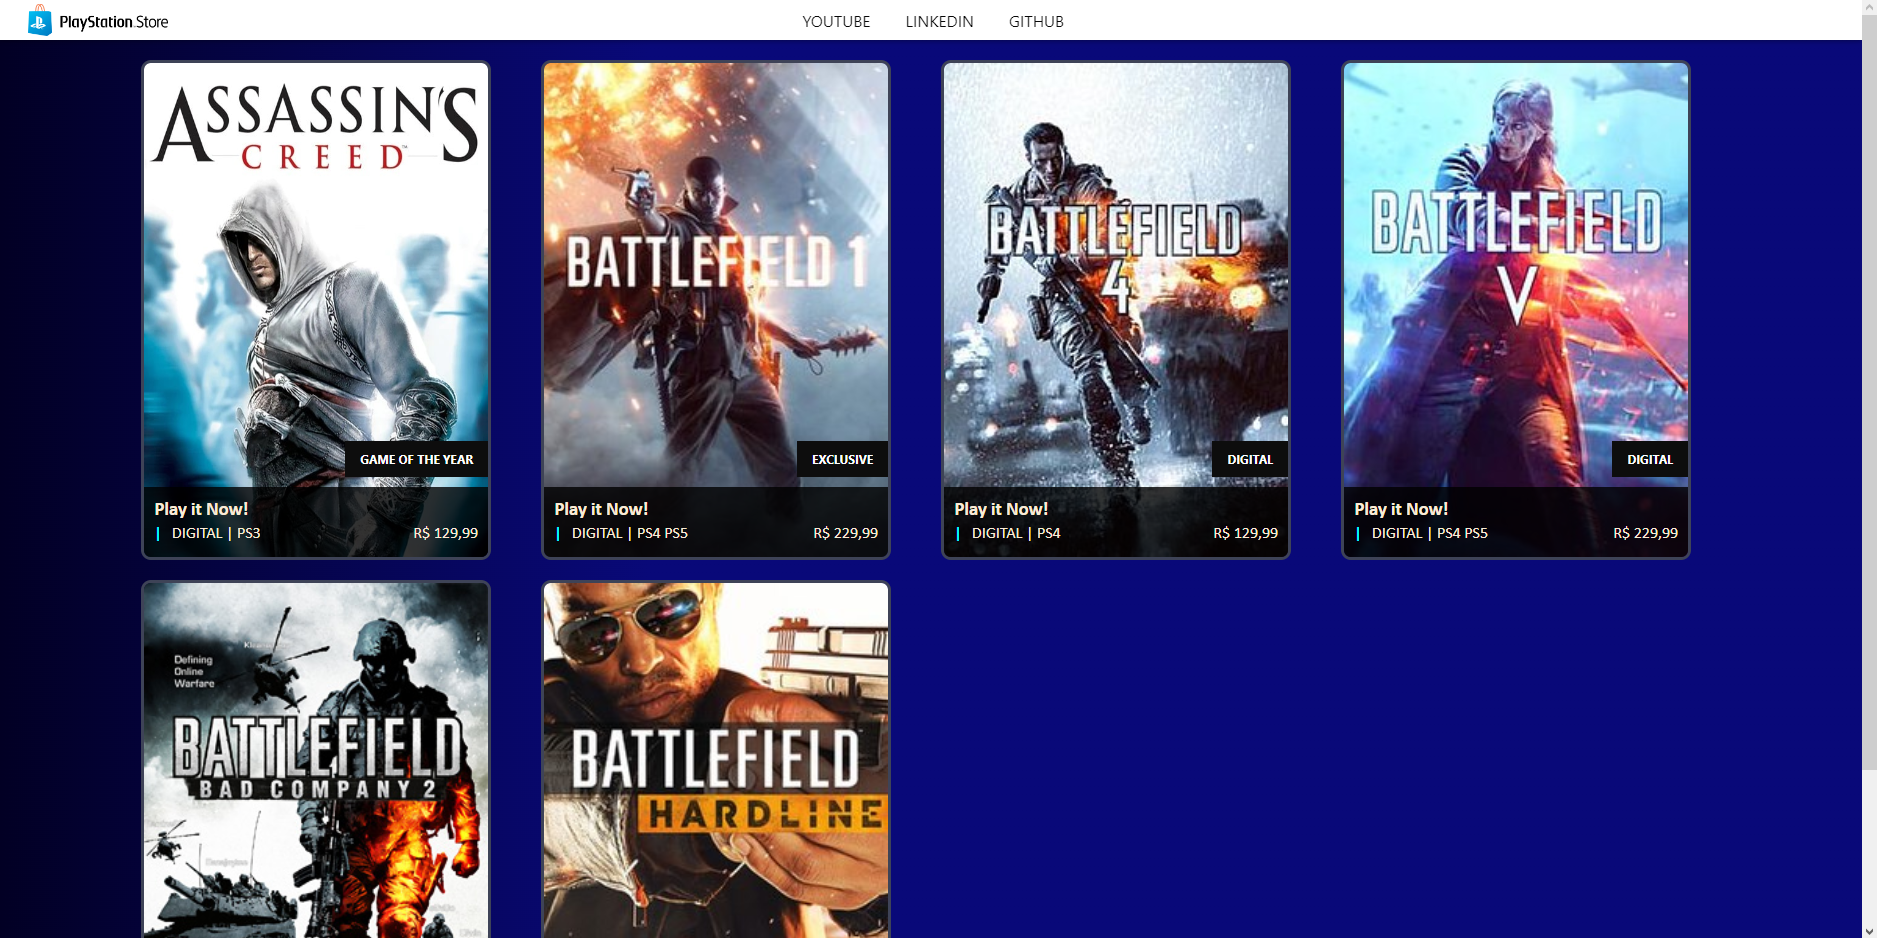 PlayStation.Store
YOUTUBE
LINKEDIN
GITHUB
ASSASSIN'S
CREED™
GAME OF THE YEAR
Play it Now!
| DIGITAL | PS3
R$ 129,99
BATTLEFIELD 1
EXCLUSIVE
Play it Now!
| DIGITAL | PS4 PS5
R$ 229,99
BATTLEFIELD
4
DIGITAL
Play it Now!
| DIGITAL | PS4
R$ 129,99
BATTLEFIELD
V
DIGITAL
Play it Now!
| DIGITAL | PS4 PS5
R$ 229,99
Defining
Online
Warfare
BATTLEFIELD
BAD COMPANY 2
BATTLEFIELD
HARDLINE